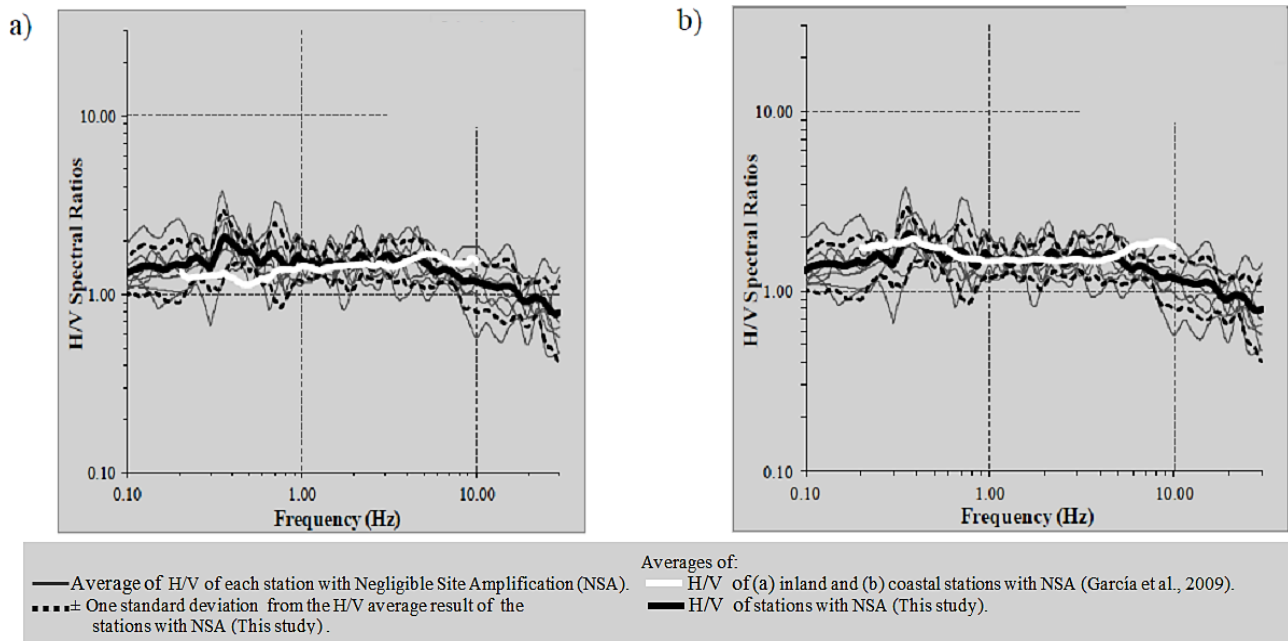 a)
10.00
1.00
0.10
H/V Spectral Ratios
0.10 1.00 10.00
Frequency (Hz)
b)
10.00
1.00
0.10
H/V Spectral Ratios
0.10 1.00 10.00
Frequency (Hz)
Average of H/V of each station with Negligible Site Amplification (NSA).
± One standard deviation from the H/V average result of the
stations with NSA (This study).
Averages of:
H/V of (a) inland and (b) coastal stations with NSA (García et al., 2009).
H/V of stations with NSA (This study).